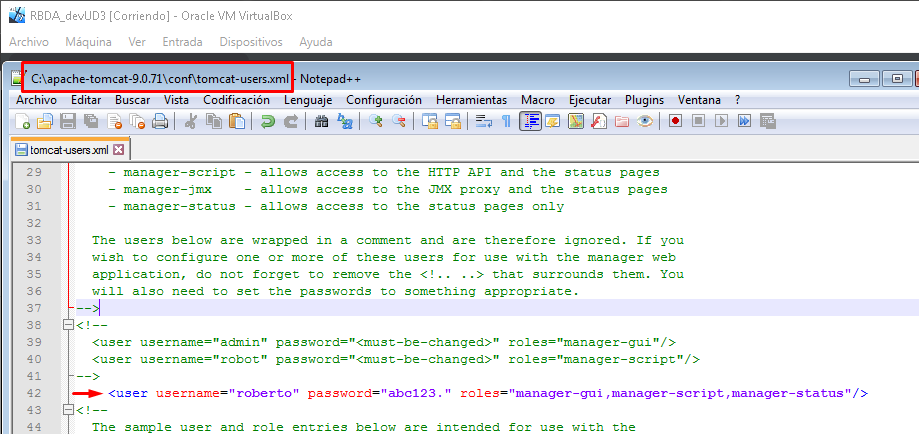 RBDA_devUD3 [Corriendo] - Oracle VM VirtualBox
Archivo Máquina Ver Entrada Dispositivos Ayuda
C:\apache-tomcat-9.0.71\conf\tomcat-users.xml - Notepad++
Archivo Editar Buscar Vista Codificación Lenguaje Configuración Herramientas Macro Ejecutar Plugins Ventana ?
tomcat-users.xml
29 - manager-script - allows access to the HTTP API and the status pages
30 - manager-jmx    - allows access to the JMX proxy and the status pages
31 - manager-status - allows access to the status pages only
32
33 The users below are wrapped in a comment and are therefore ignored. If you
34 wish to configure one or more of these users for use with the manager web
35 application, do not forget to remove the <!.. ..> that surrounds them. You
36 will also need to set the passwords to something appropriate.
37 -->
38 <!--
39 <user username="admin" password="<must-be-changed>" roles="manager-gui"/>
40 <user username="robot" password="<must-be-changed>" roles="manager-script"/>
41 -->
42 <user username="roberto" password="abc123." roles="manager-gui,manager-script,manager-status"/>
43 <!--
44 The sample user and role entries below are intended for use with the